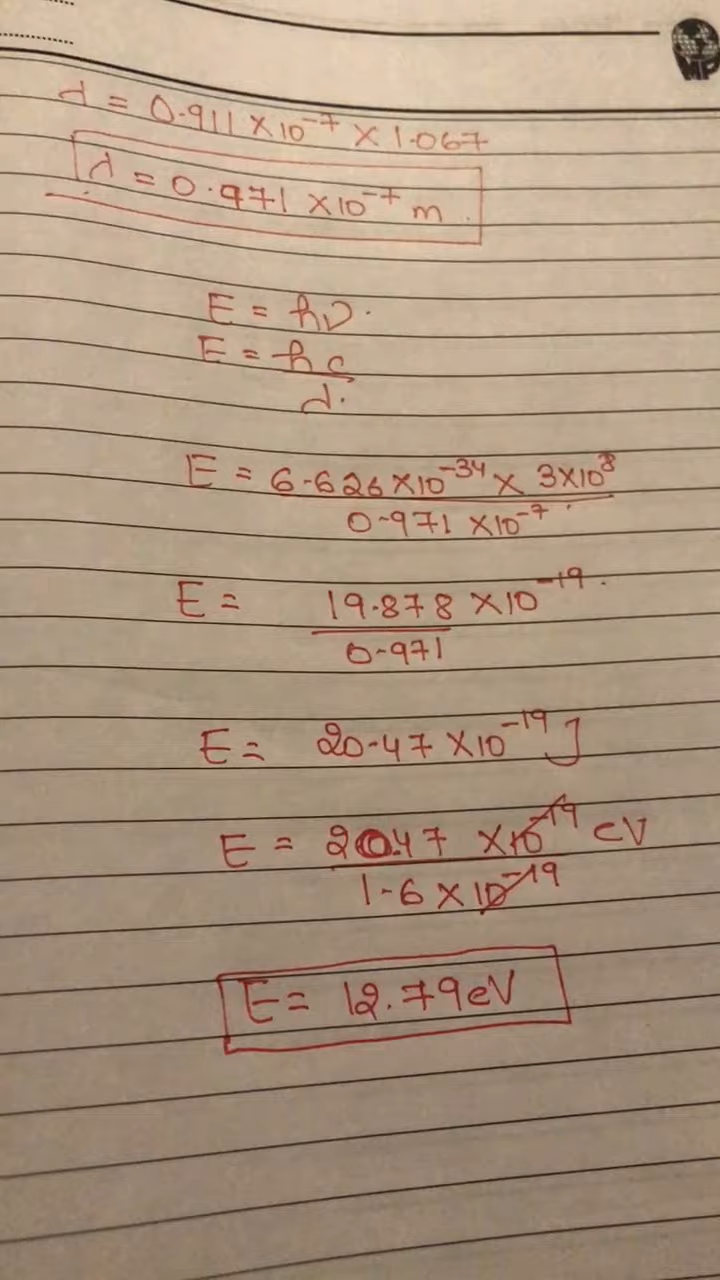 MP
λ = 0.911 × 10⁻⁷ × 1.067
λ = 0.971 × 10⁻⁷ m
E = hν.
E = hc
λ.
E = 6.626 × 10⁻³⁴ × 3×10⁸
0.971 × 10⁻⁷
E = 19.878 × 10⁻¹⁹.
0.971
E = 20.47 × 10⁻¹⁹ J
E = 20.47 × 10⁻¹⁹ eV
1.6 × 10⁻¹⁹
E = 12.79 eV